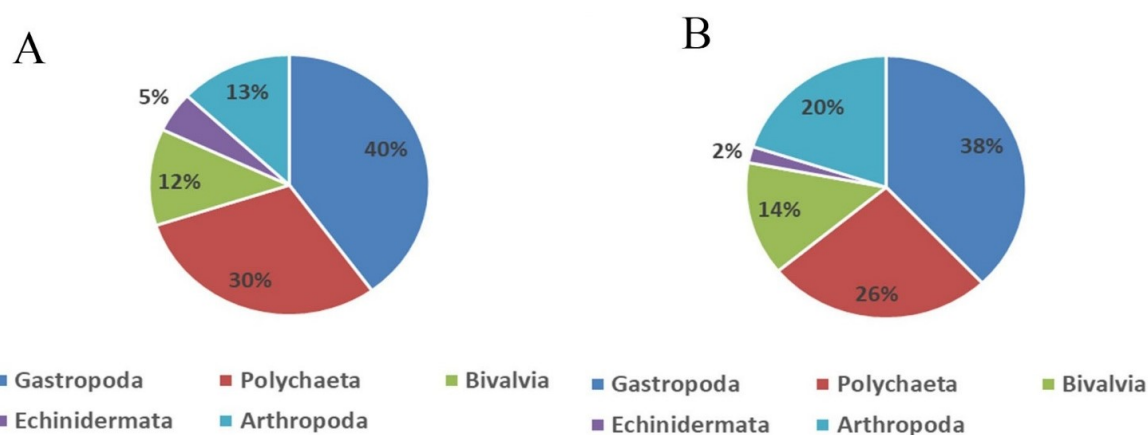 A
B
13%
5%
40%
12%
30%
20%
2%
38%
14%
26%
Gastropoda Polychaeta Bivalvia
Echinidermata Arthropoda
Gastropoda Polychaeta Bivalvia
Echinidermata Arthropoda